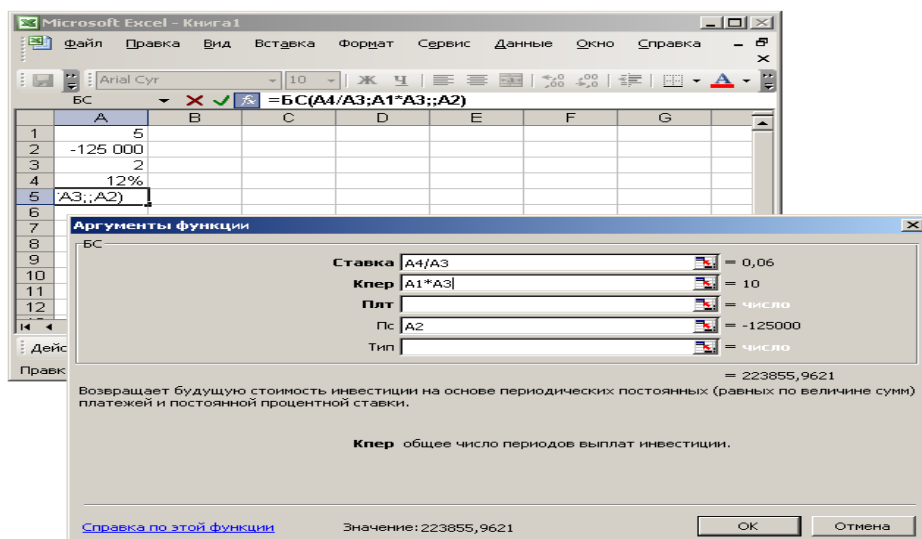 Microsoft Excel - Книга1
Файл Правка Вид Вставка Формат Сервис Данные Окно Справка
Arial Cyr 10 Ж Ч
БС =БС(A4/A3;A1*A3;;A2)
A B C D E F G
1 5
2 -125 000
3 2
4 12%
5 A3;;A2)
6
7
8
9
10
11
12
Дейс
Правк
Аргументы функции
БС
Ставка A4/A3 = 0,06
Кпер A1*A3 = 10
Плт = число
Пс A2 = -125000
Тип = число
= 223855,9621
Возвращает будущую стоимость инвестиции на основе периодических постоянных (равных по величине сумм)
платежей и постоянной процентной ставки.
Кпер общее число периодов выплат инвестиции.
Справка по этой функции Значение:223855,9621 OK Отмена